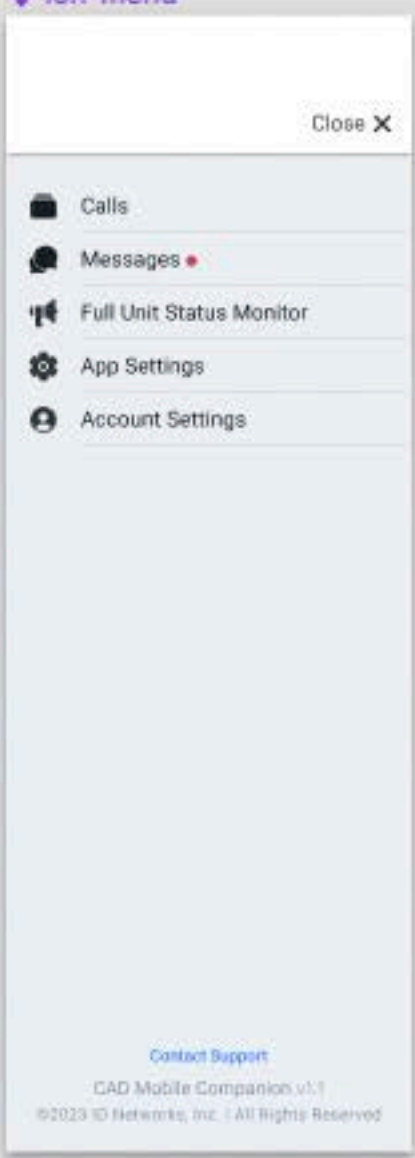 Close
Calls
Messages
Full Unit Status Monitor
App Settings
Account Settings
Contact Support
CAD Mobile Companion v1.1
©2023 ID Networks, Inc. | All Rights Reserved